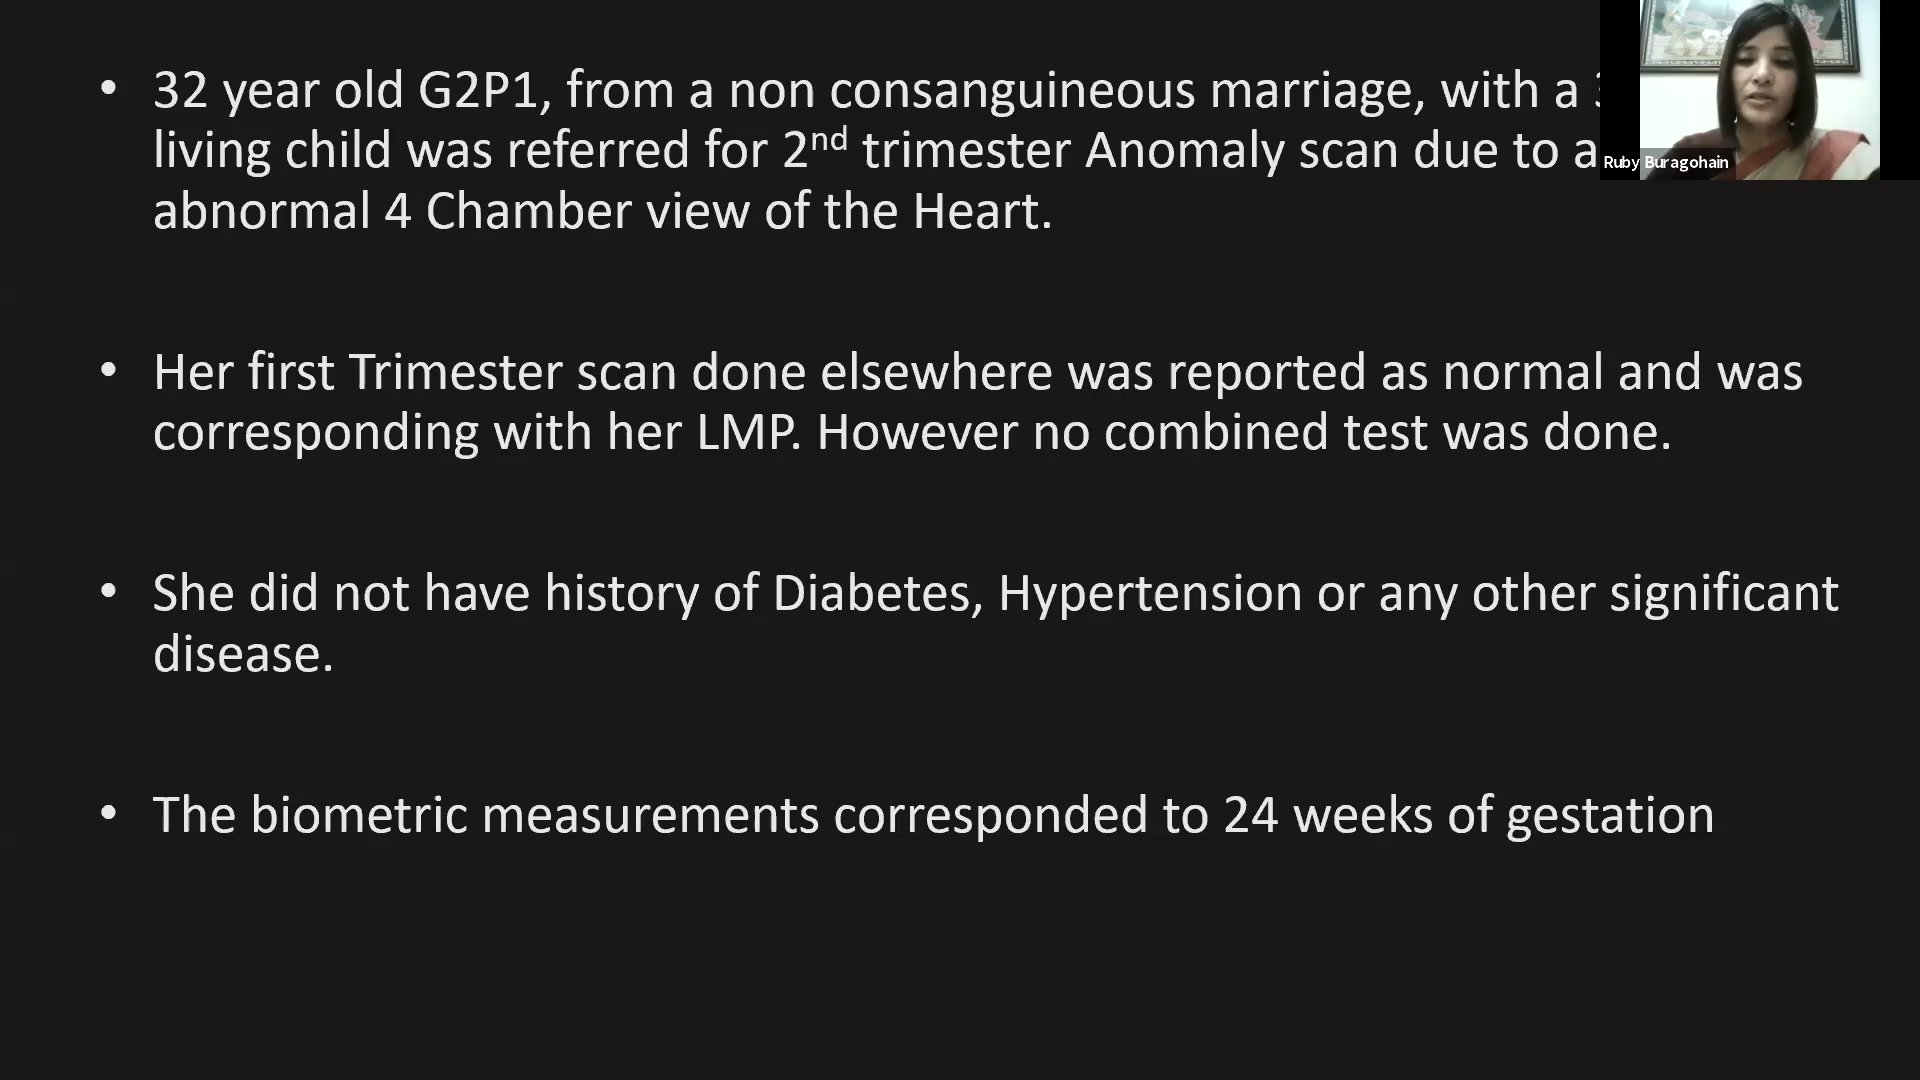 • 32 year old G2P1, from a non consanguineous marriage, with a
living child was referred for 2nd trimester Anomaly scan due to
abnormal 4 Chamber view of the Heart.
• Her first Trimester scan done elsewhere was reported as normal and was
corresponding with her LMP. However no combined test was done.
• She did not have history of Diabetes, Hypertension or any other significant
disease.
• The biometric measurements corresponded to 24 weeks of gestation
Ruby Buragohain